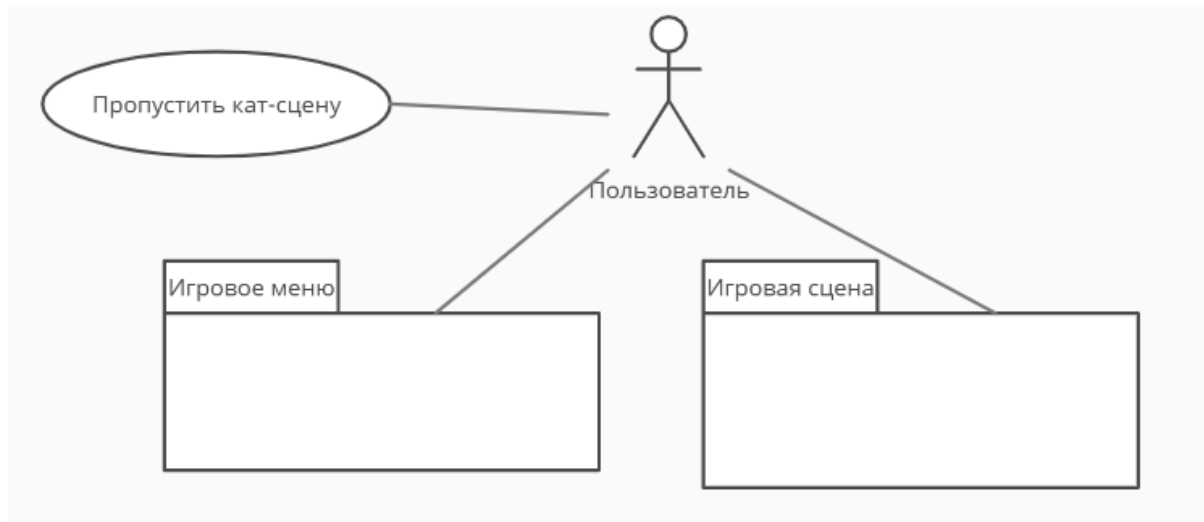 Пропустить кат-сцену
Пользователь
Игровое меню
Игровая сцена